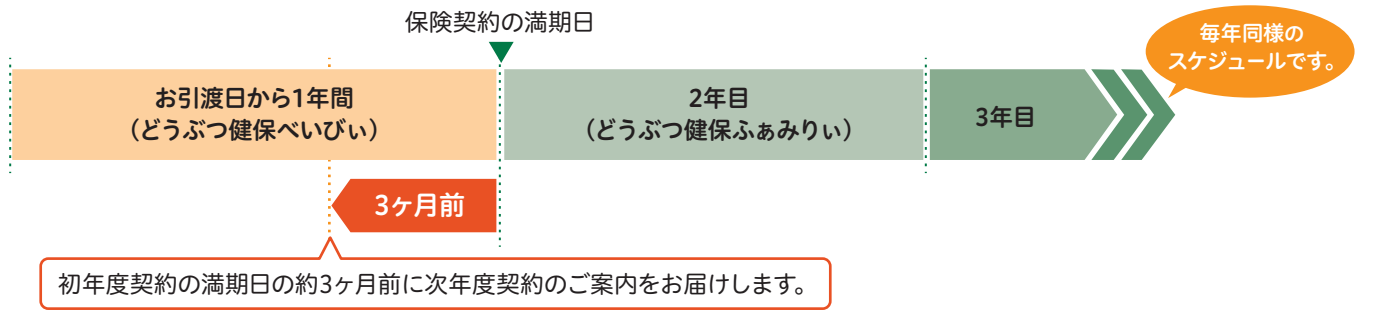 保険契約の満期日
毎年同様の
スケジュールです。
お引渡日から1年間
（どうぶつ健保べいびぃ）
2年目
（どうぶつ健保ふぁみりぃ）
3年目
3ヶ月前
初年度契約の満期日の約3ヶ月前に次年度契約のご案内をお届けします。